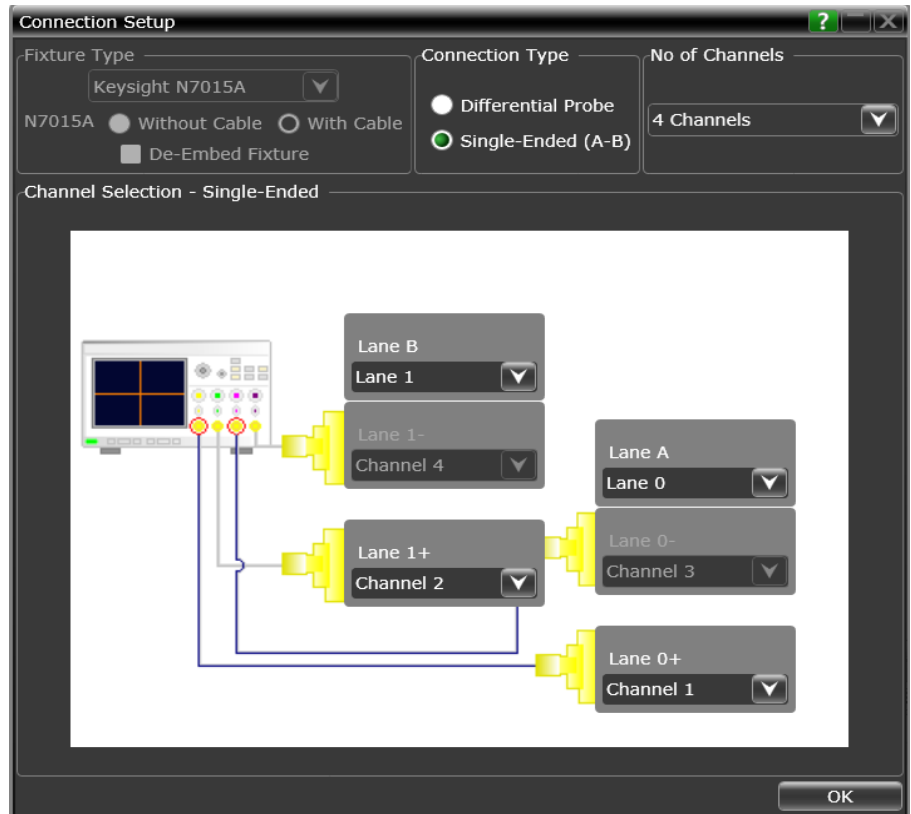 Connection Setup
?
Fixture Type
Keysight N7015A
N7015A Without Cable With Cable
De-Embed Fixture
Connection Type
Differential Probe
Single-Ended (A-B)
No of Channels
4 Channels
Channel Selection - Single-Ended
Lane B
Lane 1
Lane 1-
Channel 4
Lane A
Lane 0
Lane 0-
Channel 3
Lane 1+
Channel 2
Lane 0+
Channel 1
OK